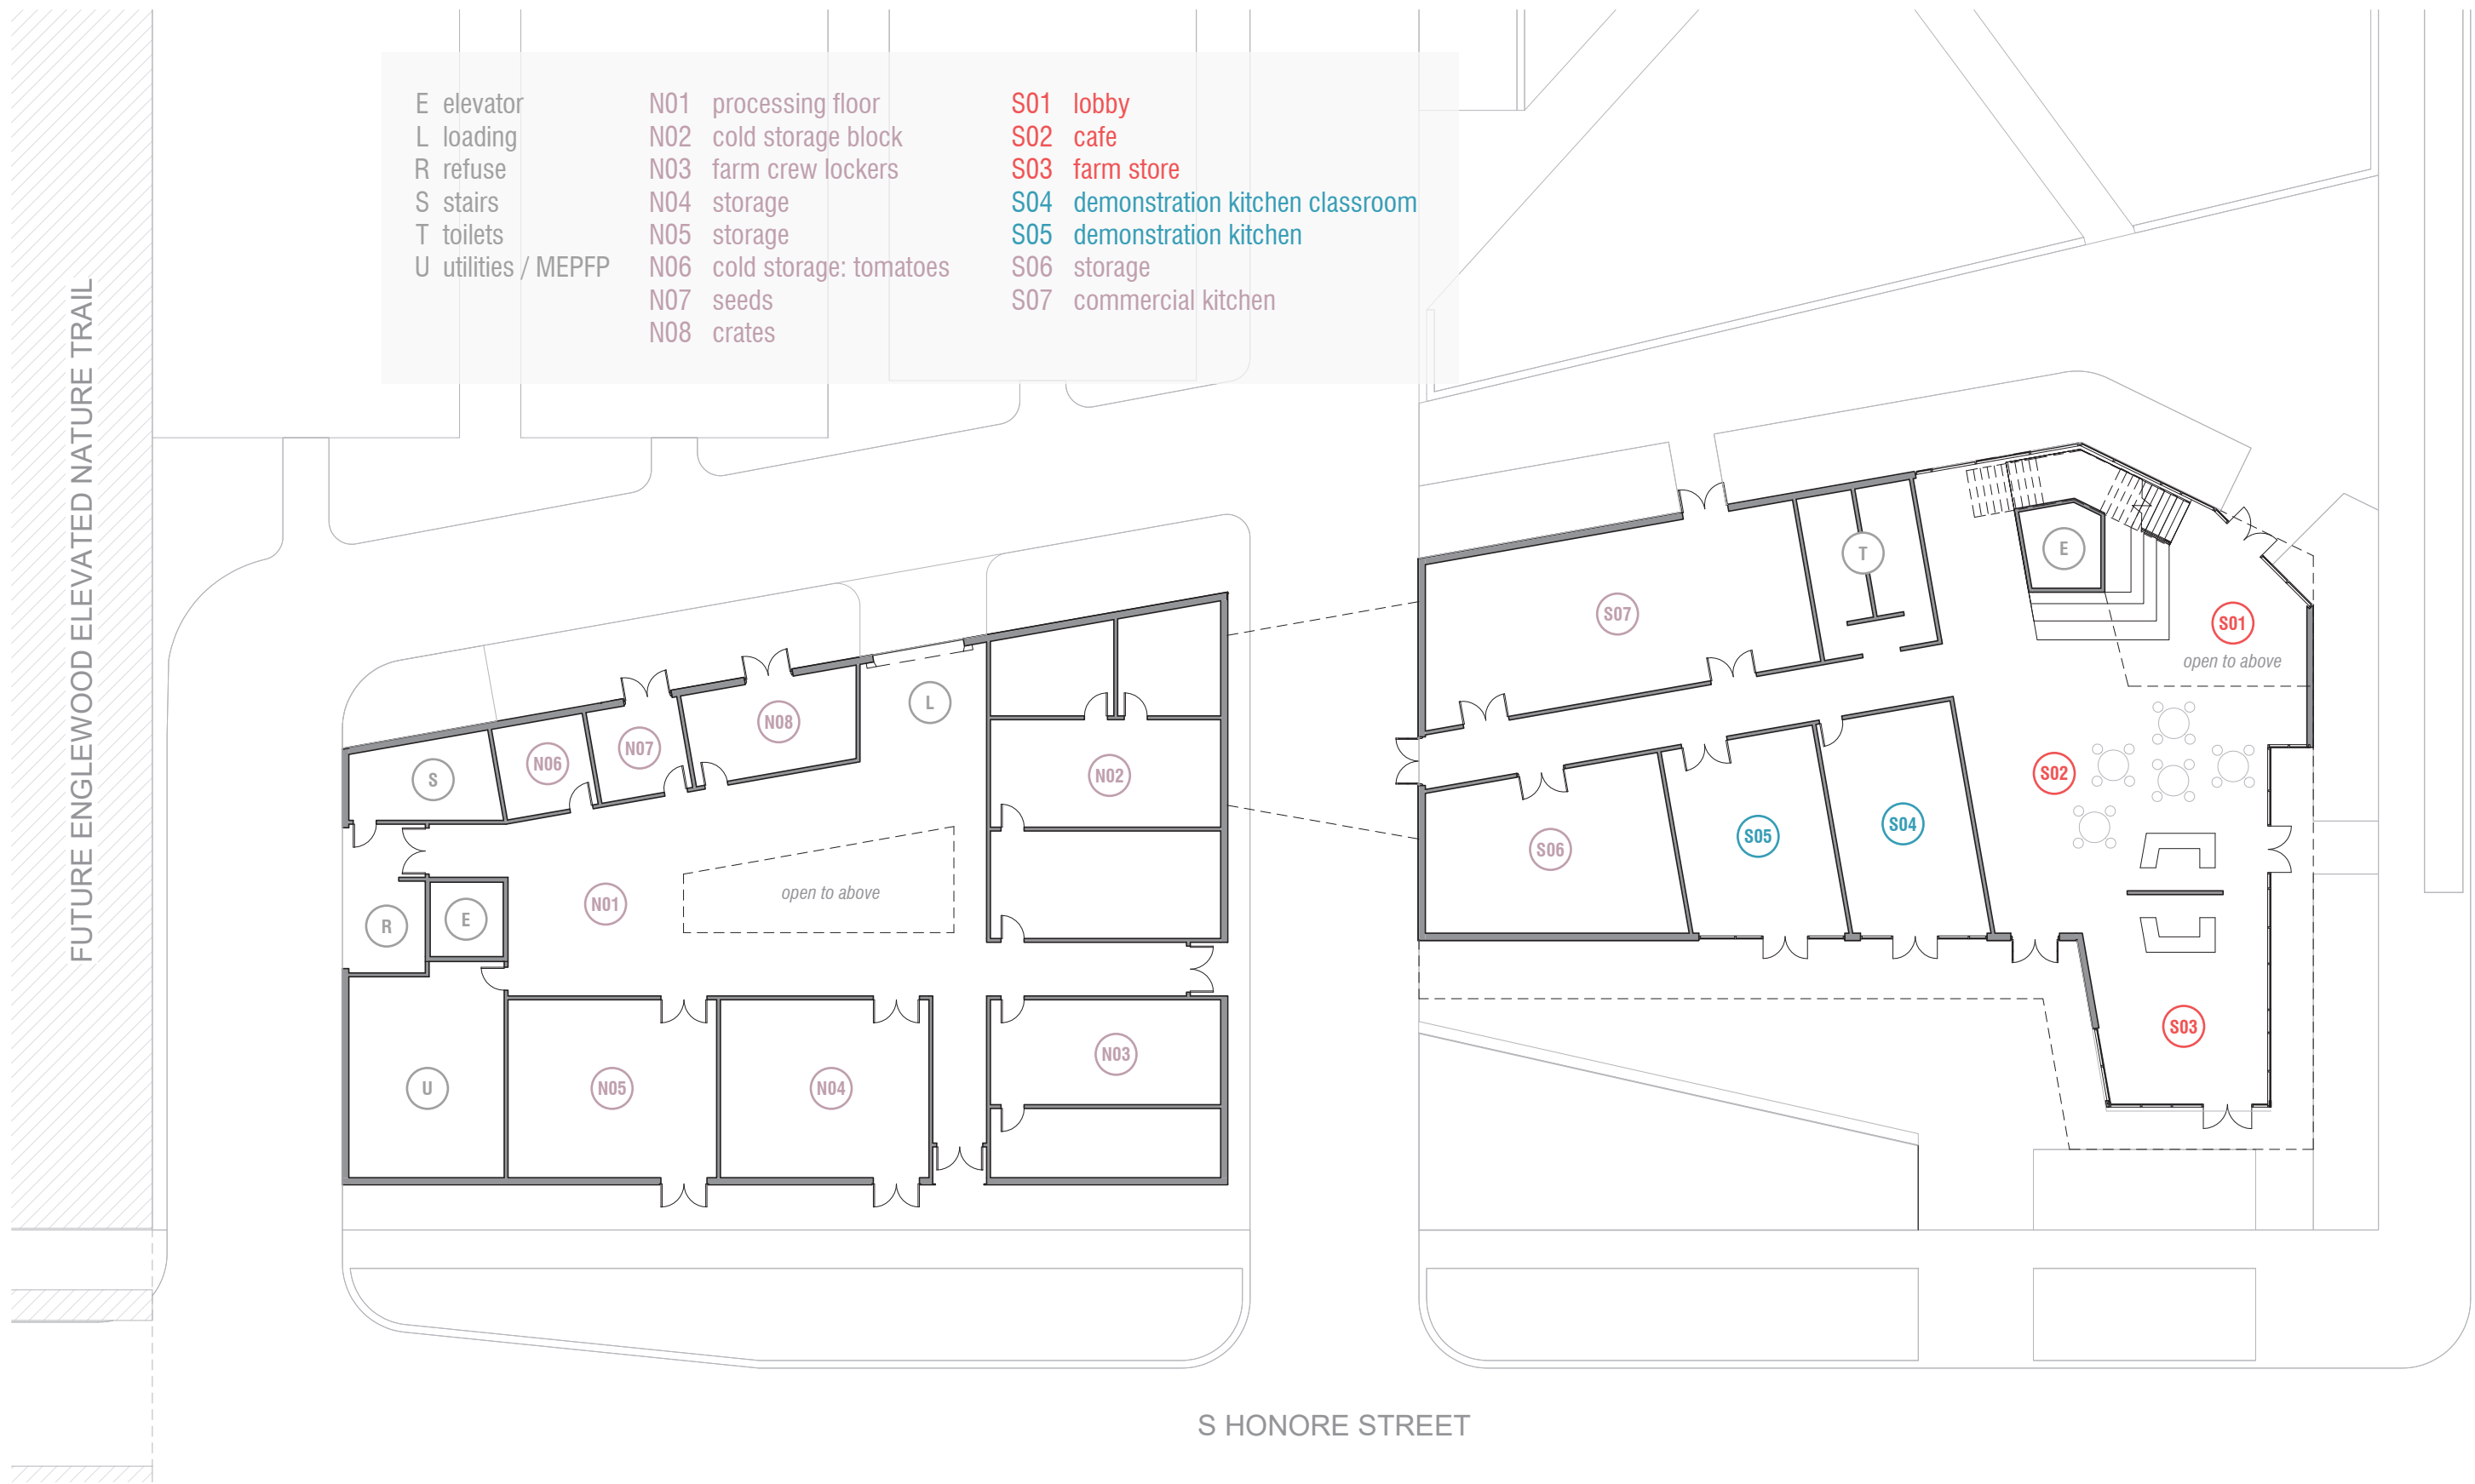 E elevator
L loading
R refuse
S stairs
T toilets
U utilities / MEPFP
N01 processing floor
N02 cold storage block
N03 farm crew lockers
N04 storage
N05 storage
N06 cold storage: tomatoes
N07 seeds
N08 crates
S01 lobby
S02 cafe
S03 farm store
S04 demonstration kitchen classroom
S05 demonstration kitchen
S06 storage
S07 commercial kitchen
FUTURE ENGLEWOOD ELEVATED NATURE TRAIL
S
N06
N07
N08
L
N02
R
E
N01
open to above
U
N05
N04
N03
S07
T
E
S01
open to above
S06
S05
S04
S02
S03
S HONORE STREET